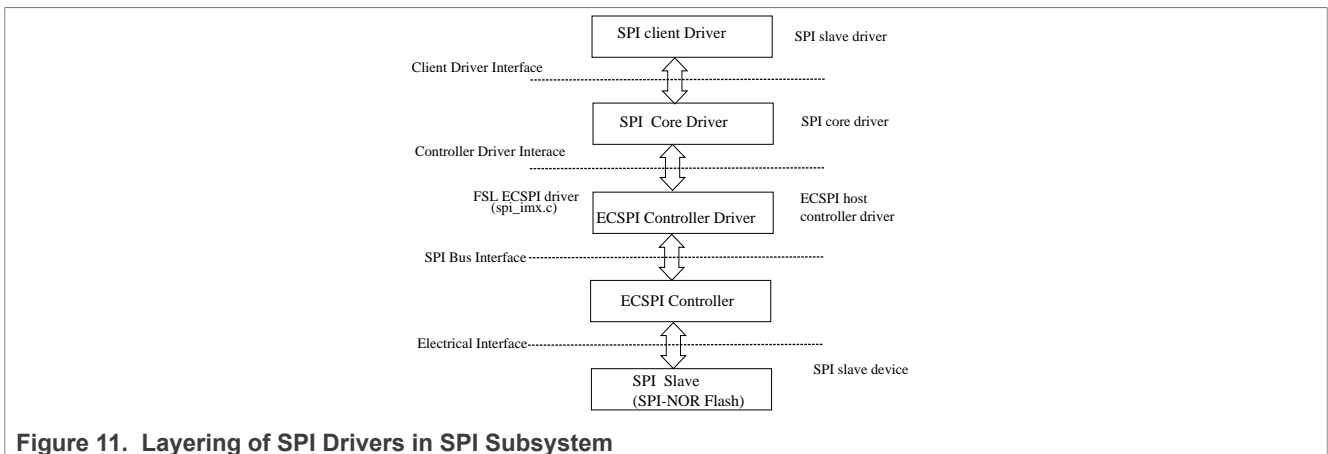 SPI client Driver
SPI slave driver
Client Driver Interface
SPI Core Driver
SPI core driver
Controller Driver Interace
FSL ECSPI driver
(spi_imx.c)
ECSPI Controller Driver
ECSPI host
controller driver
SPI Bus Interface
ECSPI Controller
Electrical Interface
SPI Slave
(SPI-NOR Flash)
SPI slave device
Figure 11. Layering of SPI Drivers in SPI Subsystem